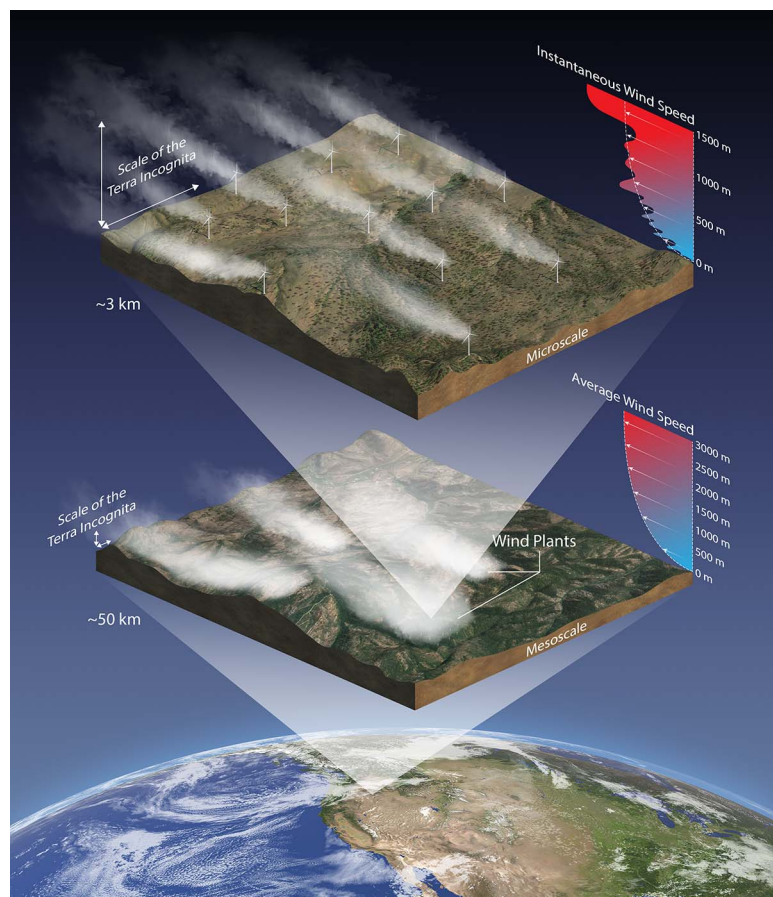 Instantaneous Wind Speed
1500 m
1000 m
500 m
0 m
Scale of the
Terra Incognita
~3 km
Microscale
Average Wind Speed
3000 m
2500 m
2000 m
1500 m
1000 m
500 m
0 m
Scale of the
Terra Incognita
Wind Plants
~50 km
Mesoscale